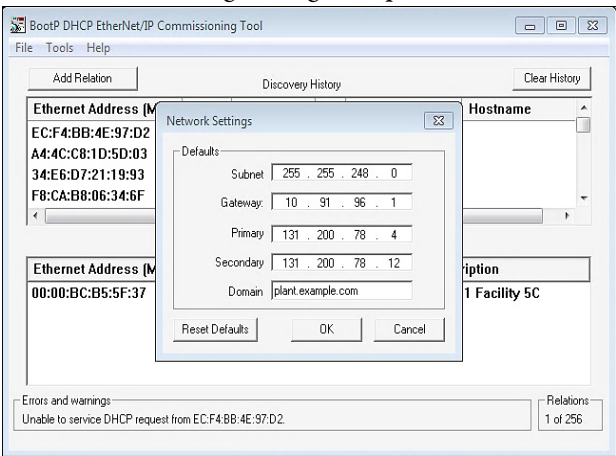 BootP DHCP EtherNet/IP Commissioning Tool
File Tools Help
Add Relation
Discovery History
Clear History
Ethernet Address (M
Hostname
EC:F4:BB:4E:97:D2
A4:4C:C8:1D:5D:03
34:E6:D7:21:19:93
F8:CA:B8:06:34:6F
Network Settings
Defaults
Subnet 255 . 255 . 248 . 0
Gateway: 10 . 91 . 96 . 1
Primary 131 . 200 . 78 . 4
Secondary 131 . 200 . 78 . 12
Domain plant.example.com
Reset Defaults OK Cancel
Ethernet Address (M
ription
00:00:BC:B5:5F:37
1 Facility 5C
Errors and warnings
Unable to service DHCP request from EC:F4:BB:4E:97:D2.
Relations
1 of 256